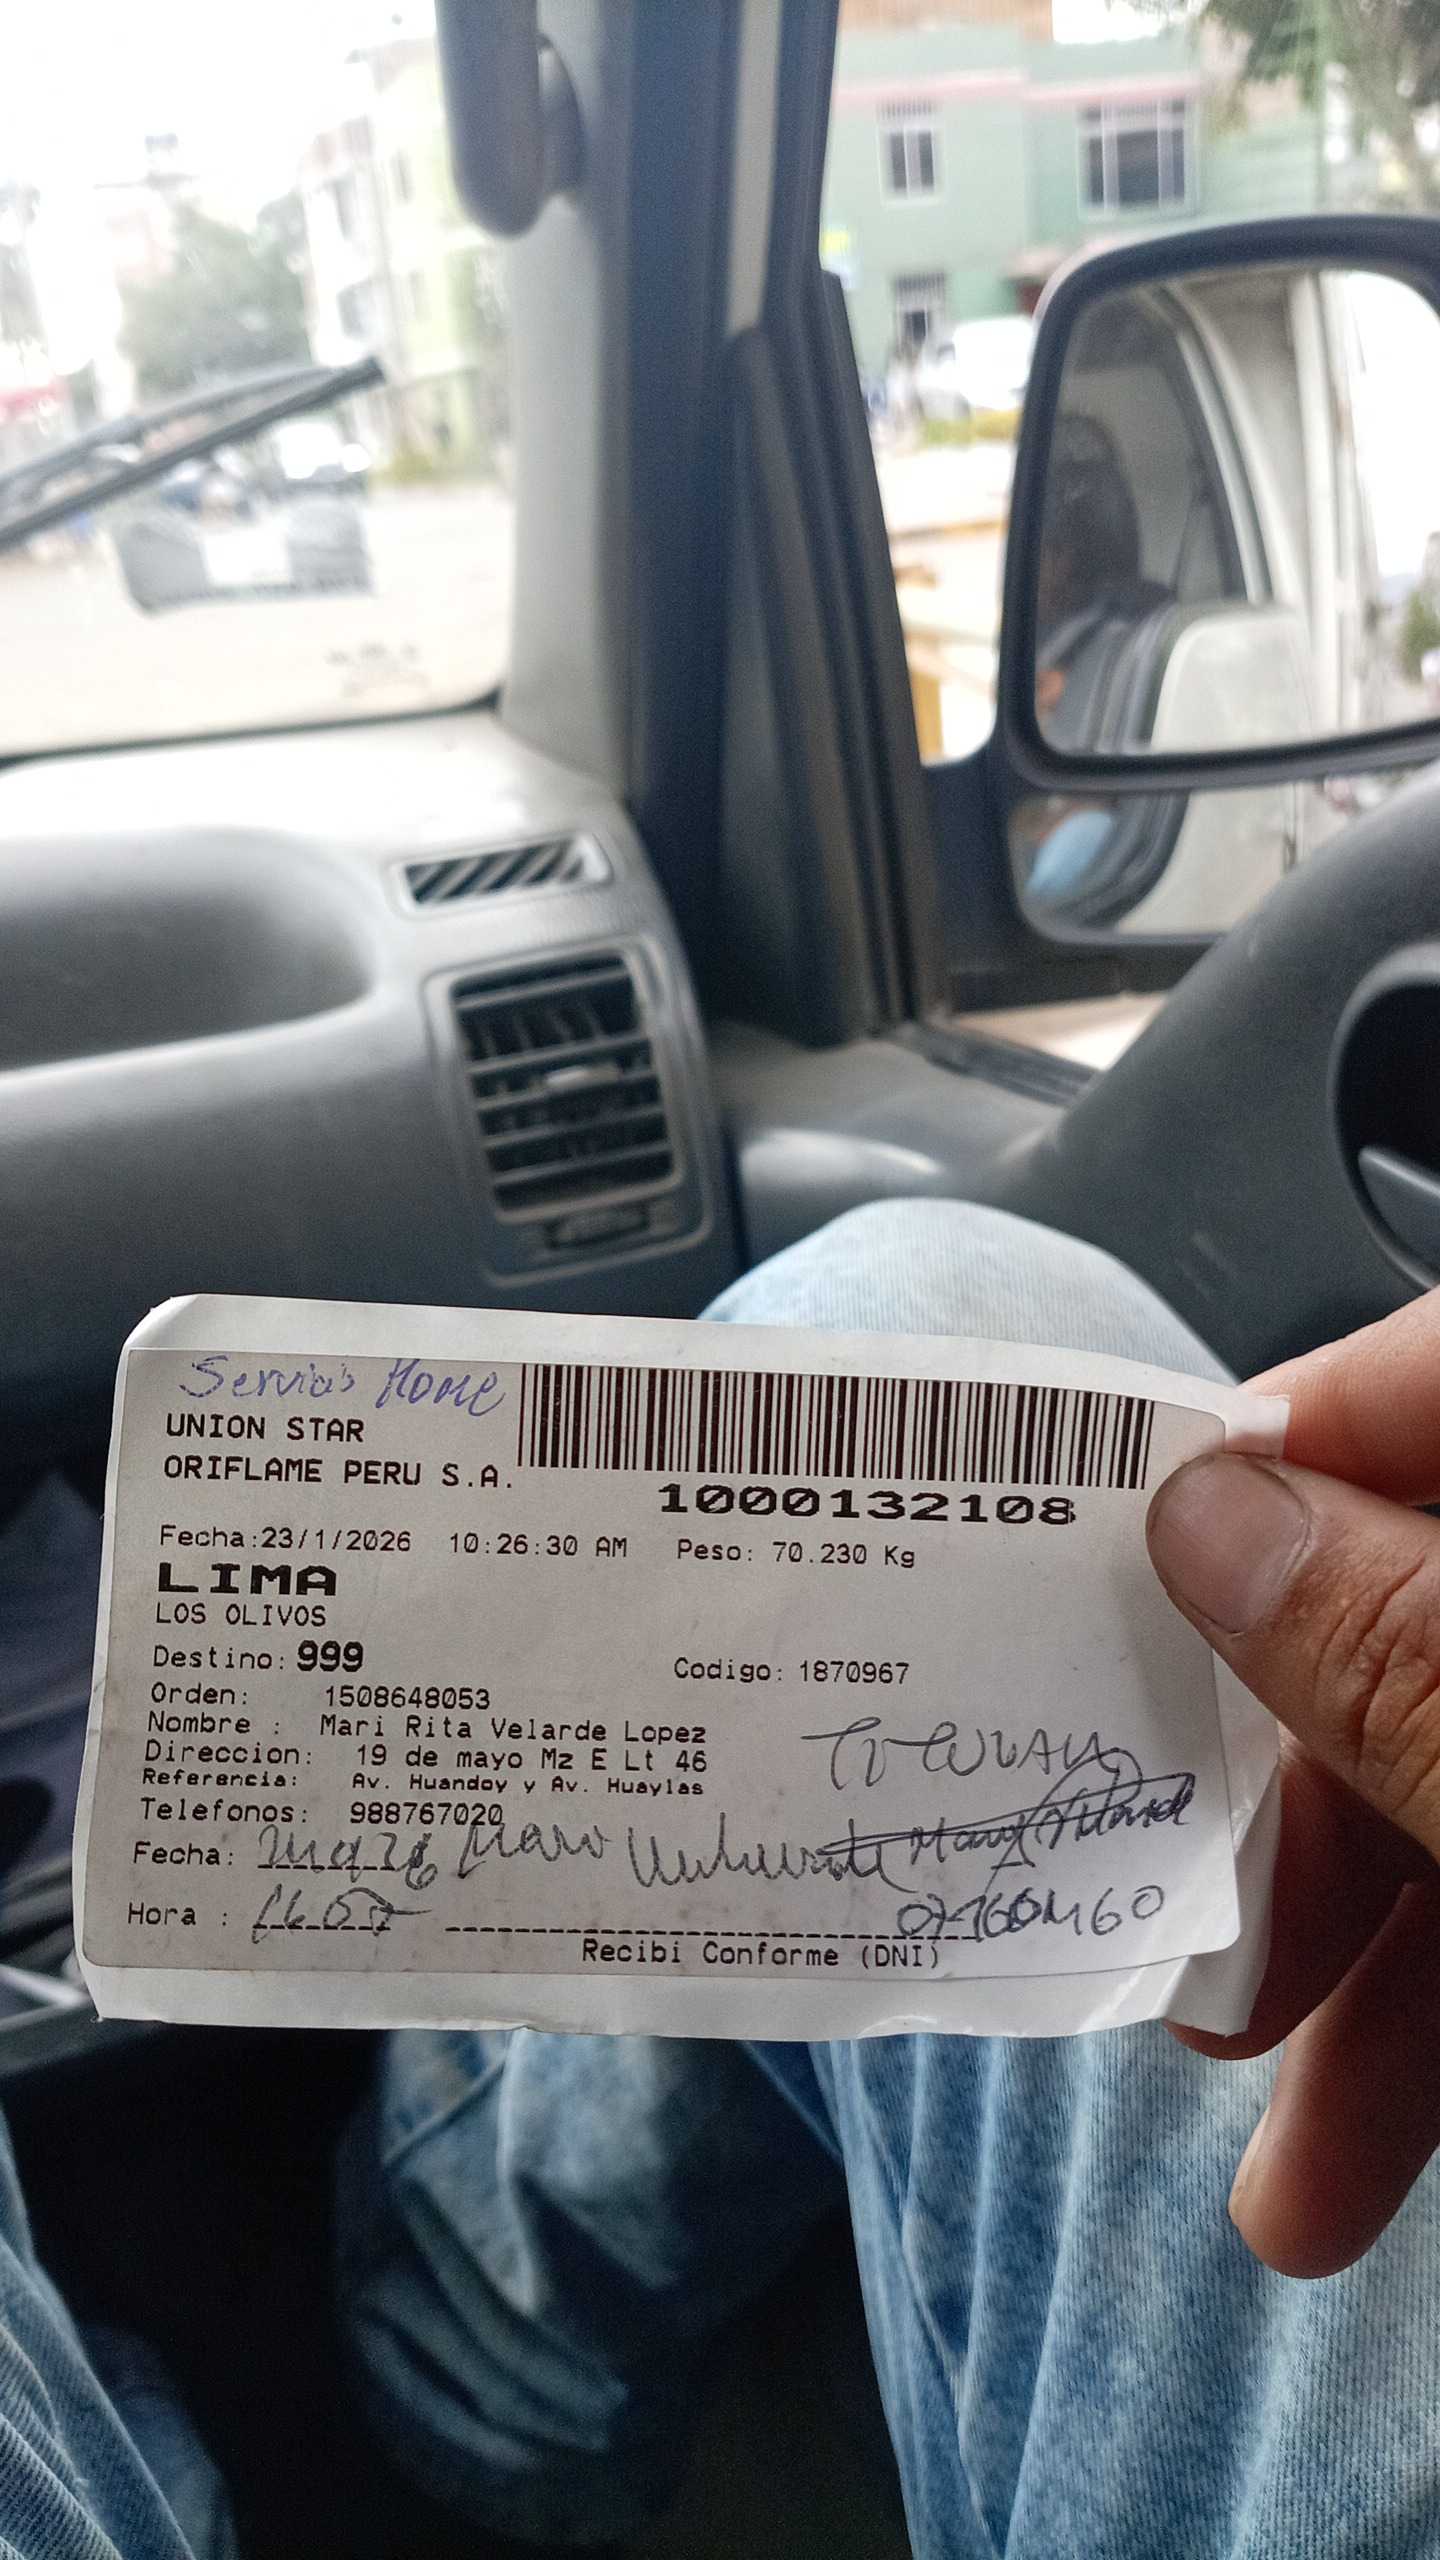 Servia's Home
UNION STAR
ORIFLAME PERU S.A.
1000132108
Fecha:23/1/2026 10:26:30 AM Peso: 70.230 Kg
LIMA
LOS OLIVOS
Destino: 999 Codigo: 1870967
Orden: 1508648053
Nombre : Mari Rita Velarde Lopez
Direccion: 19 de mayo Mz E Lt 46
Referencia: Av. Huandoy y Av. Huaylas
Telefonos: 988767020
Fecha:
Hora :
Recibi Conforme (DNI)